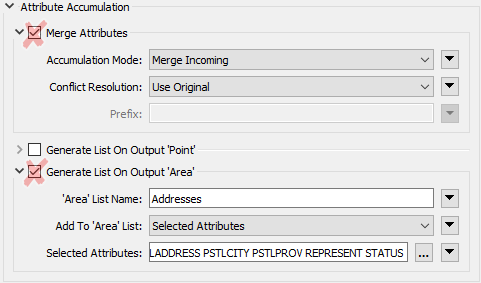 Attribute Accumulation
Merge Attributes
Accumulation Mode: Merge Incoming
Conflict Resolution: Use Original
Prefix:
Generate List On Output 'Point'
Generate List On Output 'Area'
'Area' List Name: Addresses
Add To 'Area' List: Selected Attributes
Selected Attributes: LADDRESS PSTLCITY PSTLPROV REPRESENT STATUS ...